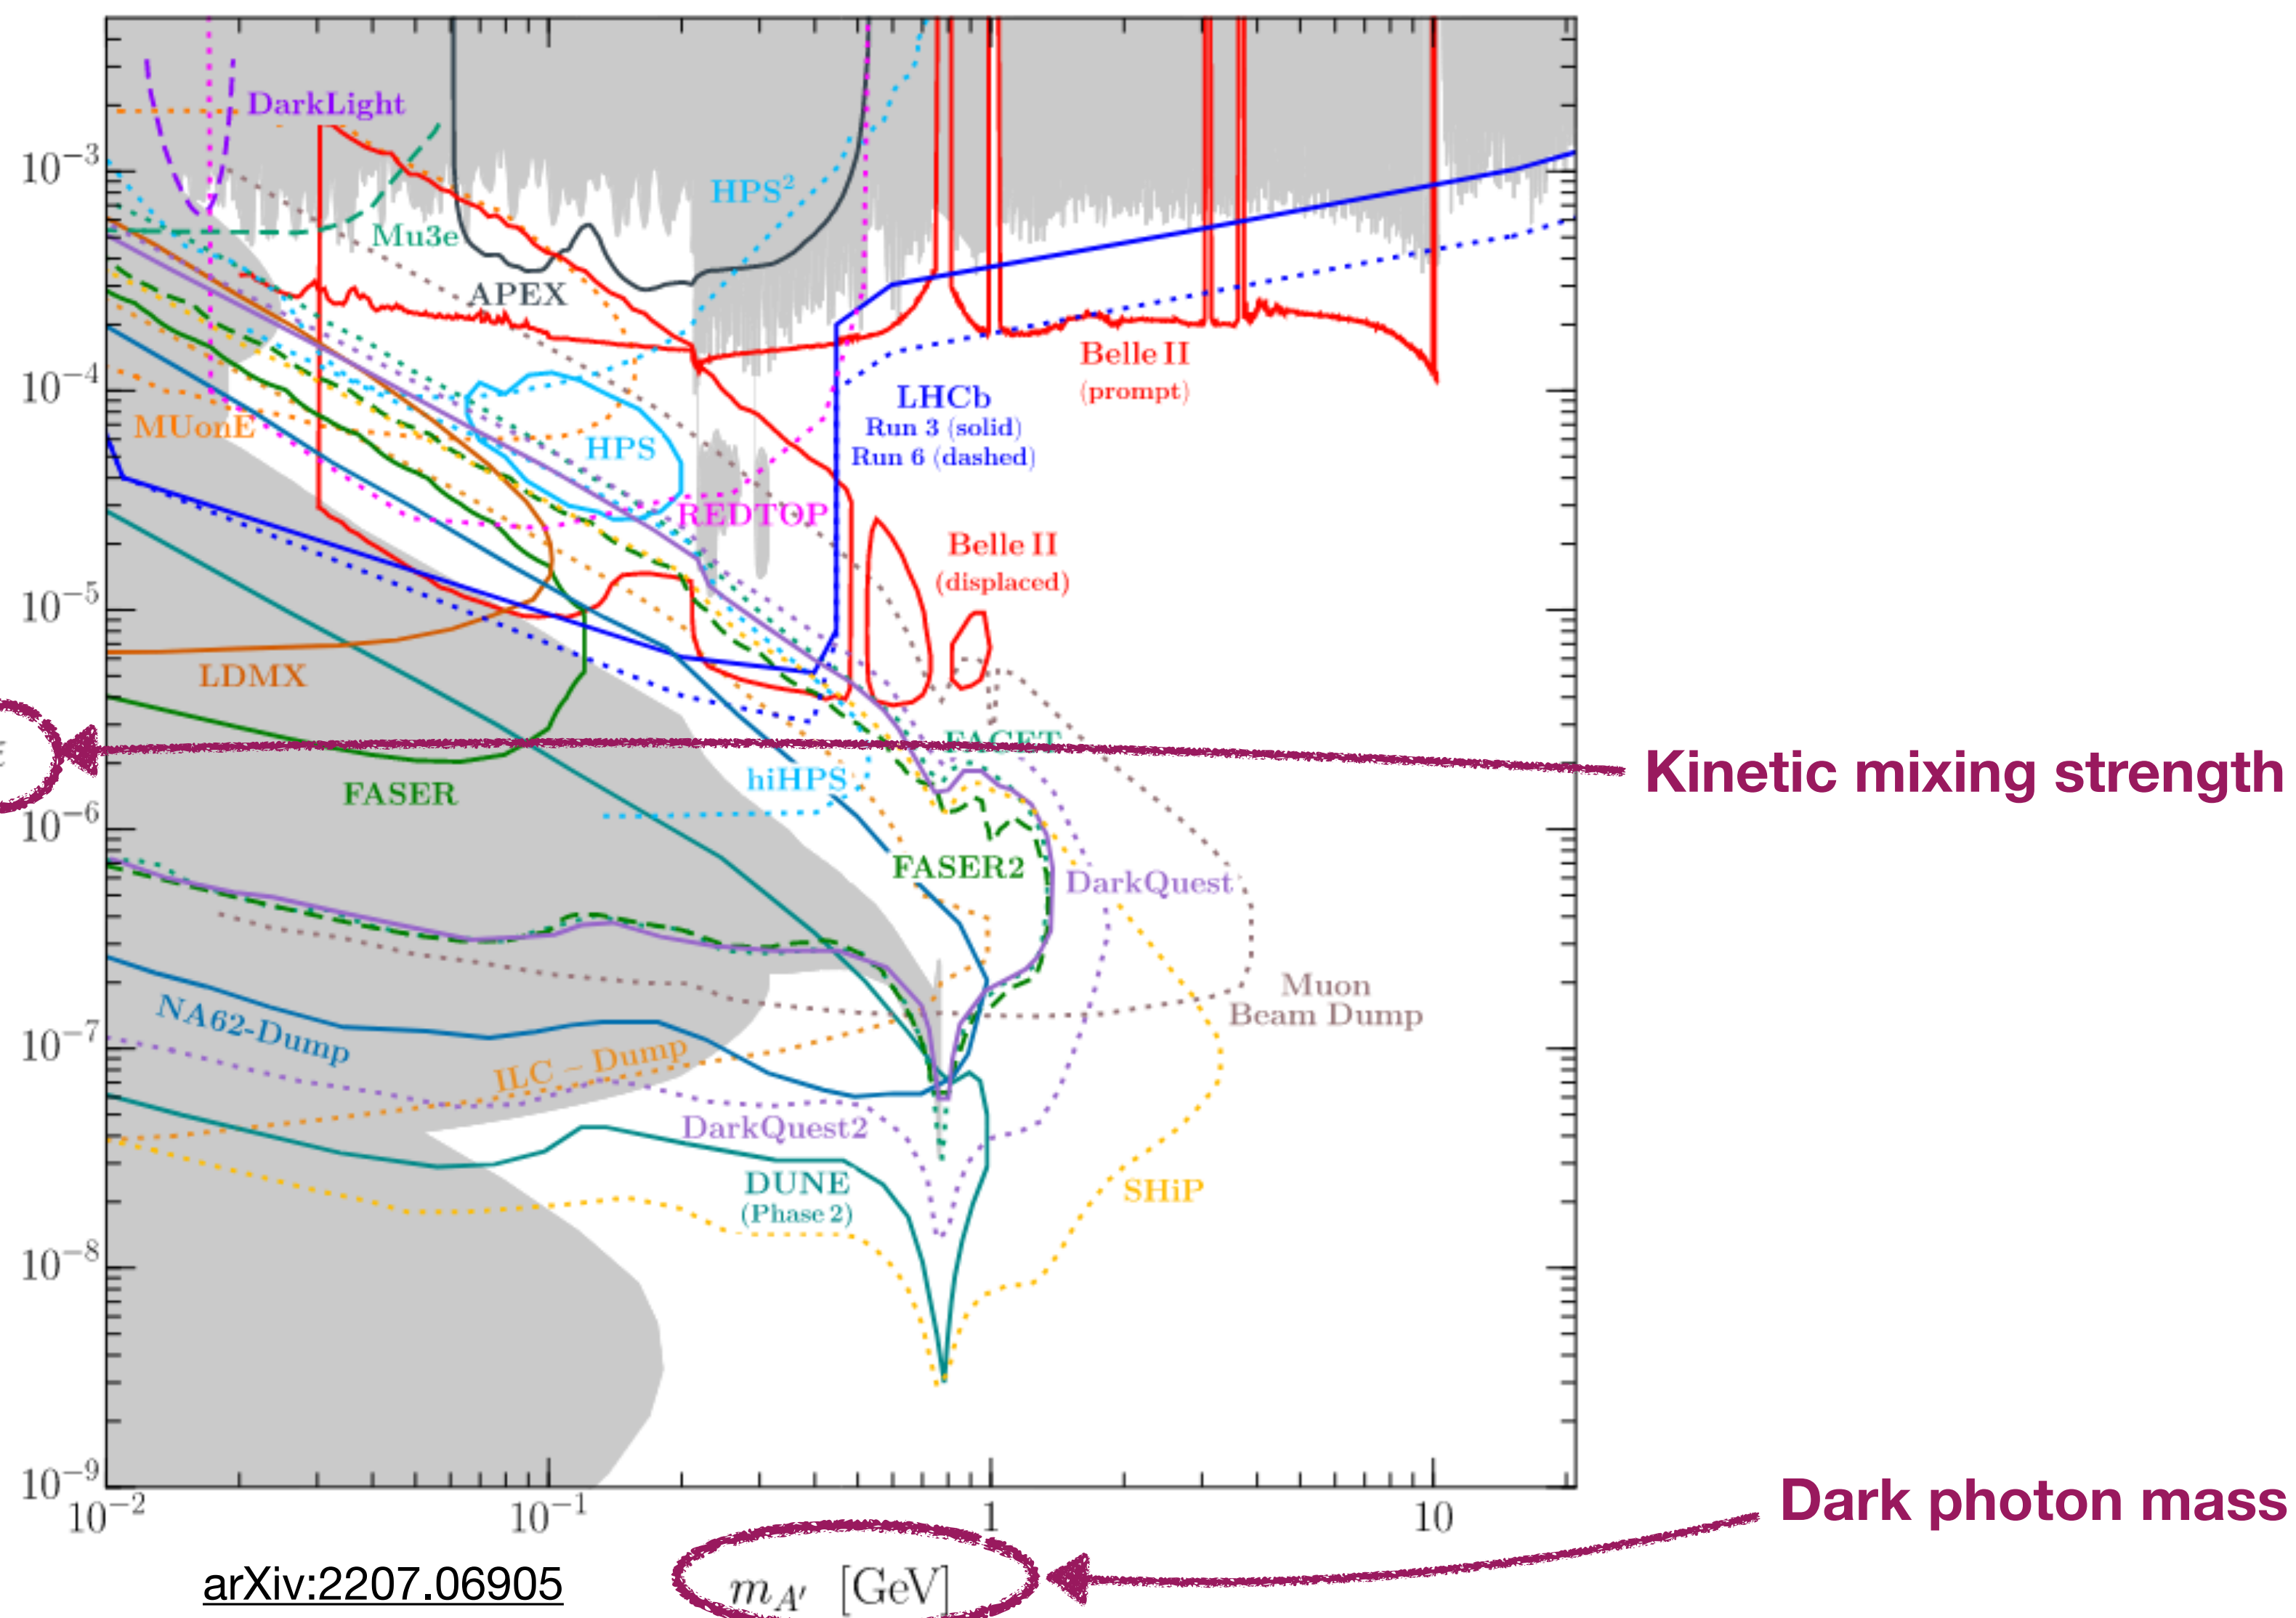 DarkLight
10⁻³
HPS²
Mu3e
APEX
Belle II
(prompt)
10⁻⁴
LHCb
Run 3 (solid)
Run 6 (dashed)
MUonE
HPS
REDTOP
Belle II
(displaced)
10⁻⁵
LDMX
FACET
ε
Kinetic mixing strength
hiHPS
FASER
10⁻⁶
FASER2
DarkQuest
Muon
Beam Dump
NA62-Dump
10⁻⁷
ILC – Dump
DarkQuest2
DUNE
(Phase 2)
SHiP
10⁻⁸
10⁻⁹
10⁻²
10⁻¹
1
10
Dark photon mass
arXiv:2207.06905
m_A′ [GeV]